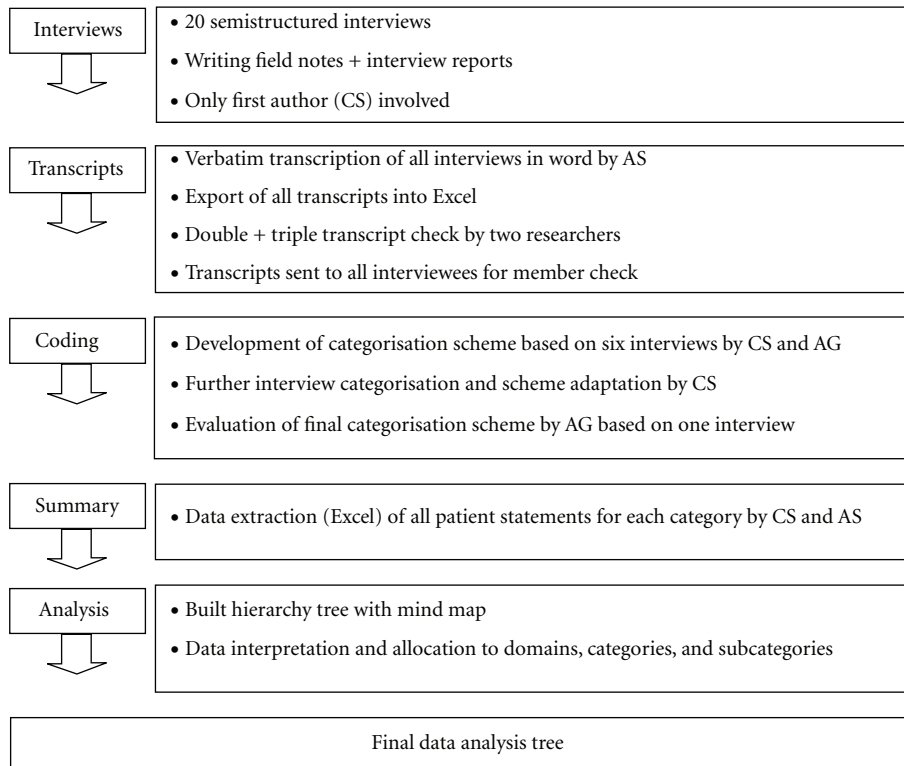 Interviews
• 20 semistructured interviews
• Writing field notes + interview reports
• Only first author (CS) involved
Transcripts
• Verbatim transcription of all interviews in word by AS
• Export of all transcripts into Excel
• Double + triple transcript check by two researchers
• Transcripts sent to all interviewees for member check
Coding
• Development of categorisation scheme based on six interviews by CS and AG
• Further interview categorisation and scheme adaptation by CS
• Evaluation of final categorisation scheme by AG based on one interview
Summary
• Data extraction (Excel) of all patient statements for each category by CS and AS
Analysis
• Built hierarchy tree with mind map
• Data interpretation and allocation to domains, categories, and subcategories
Final data analysis tree